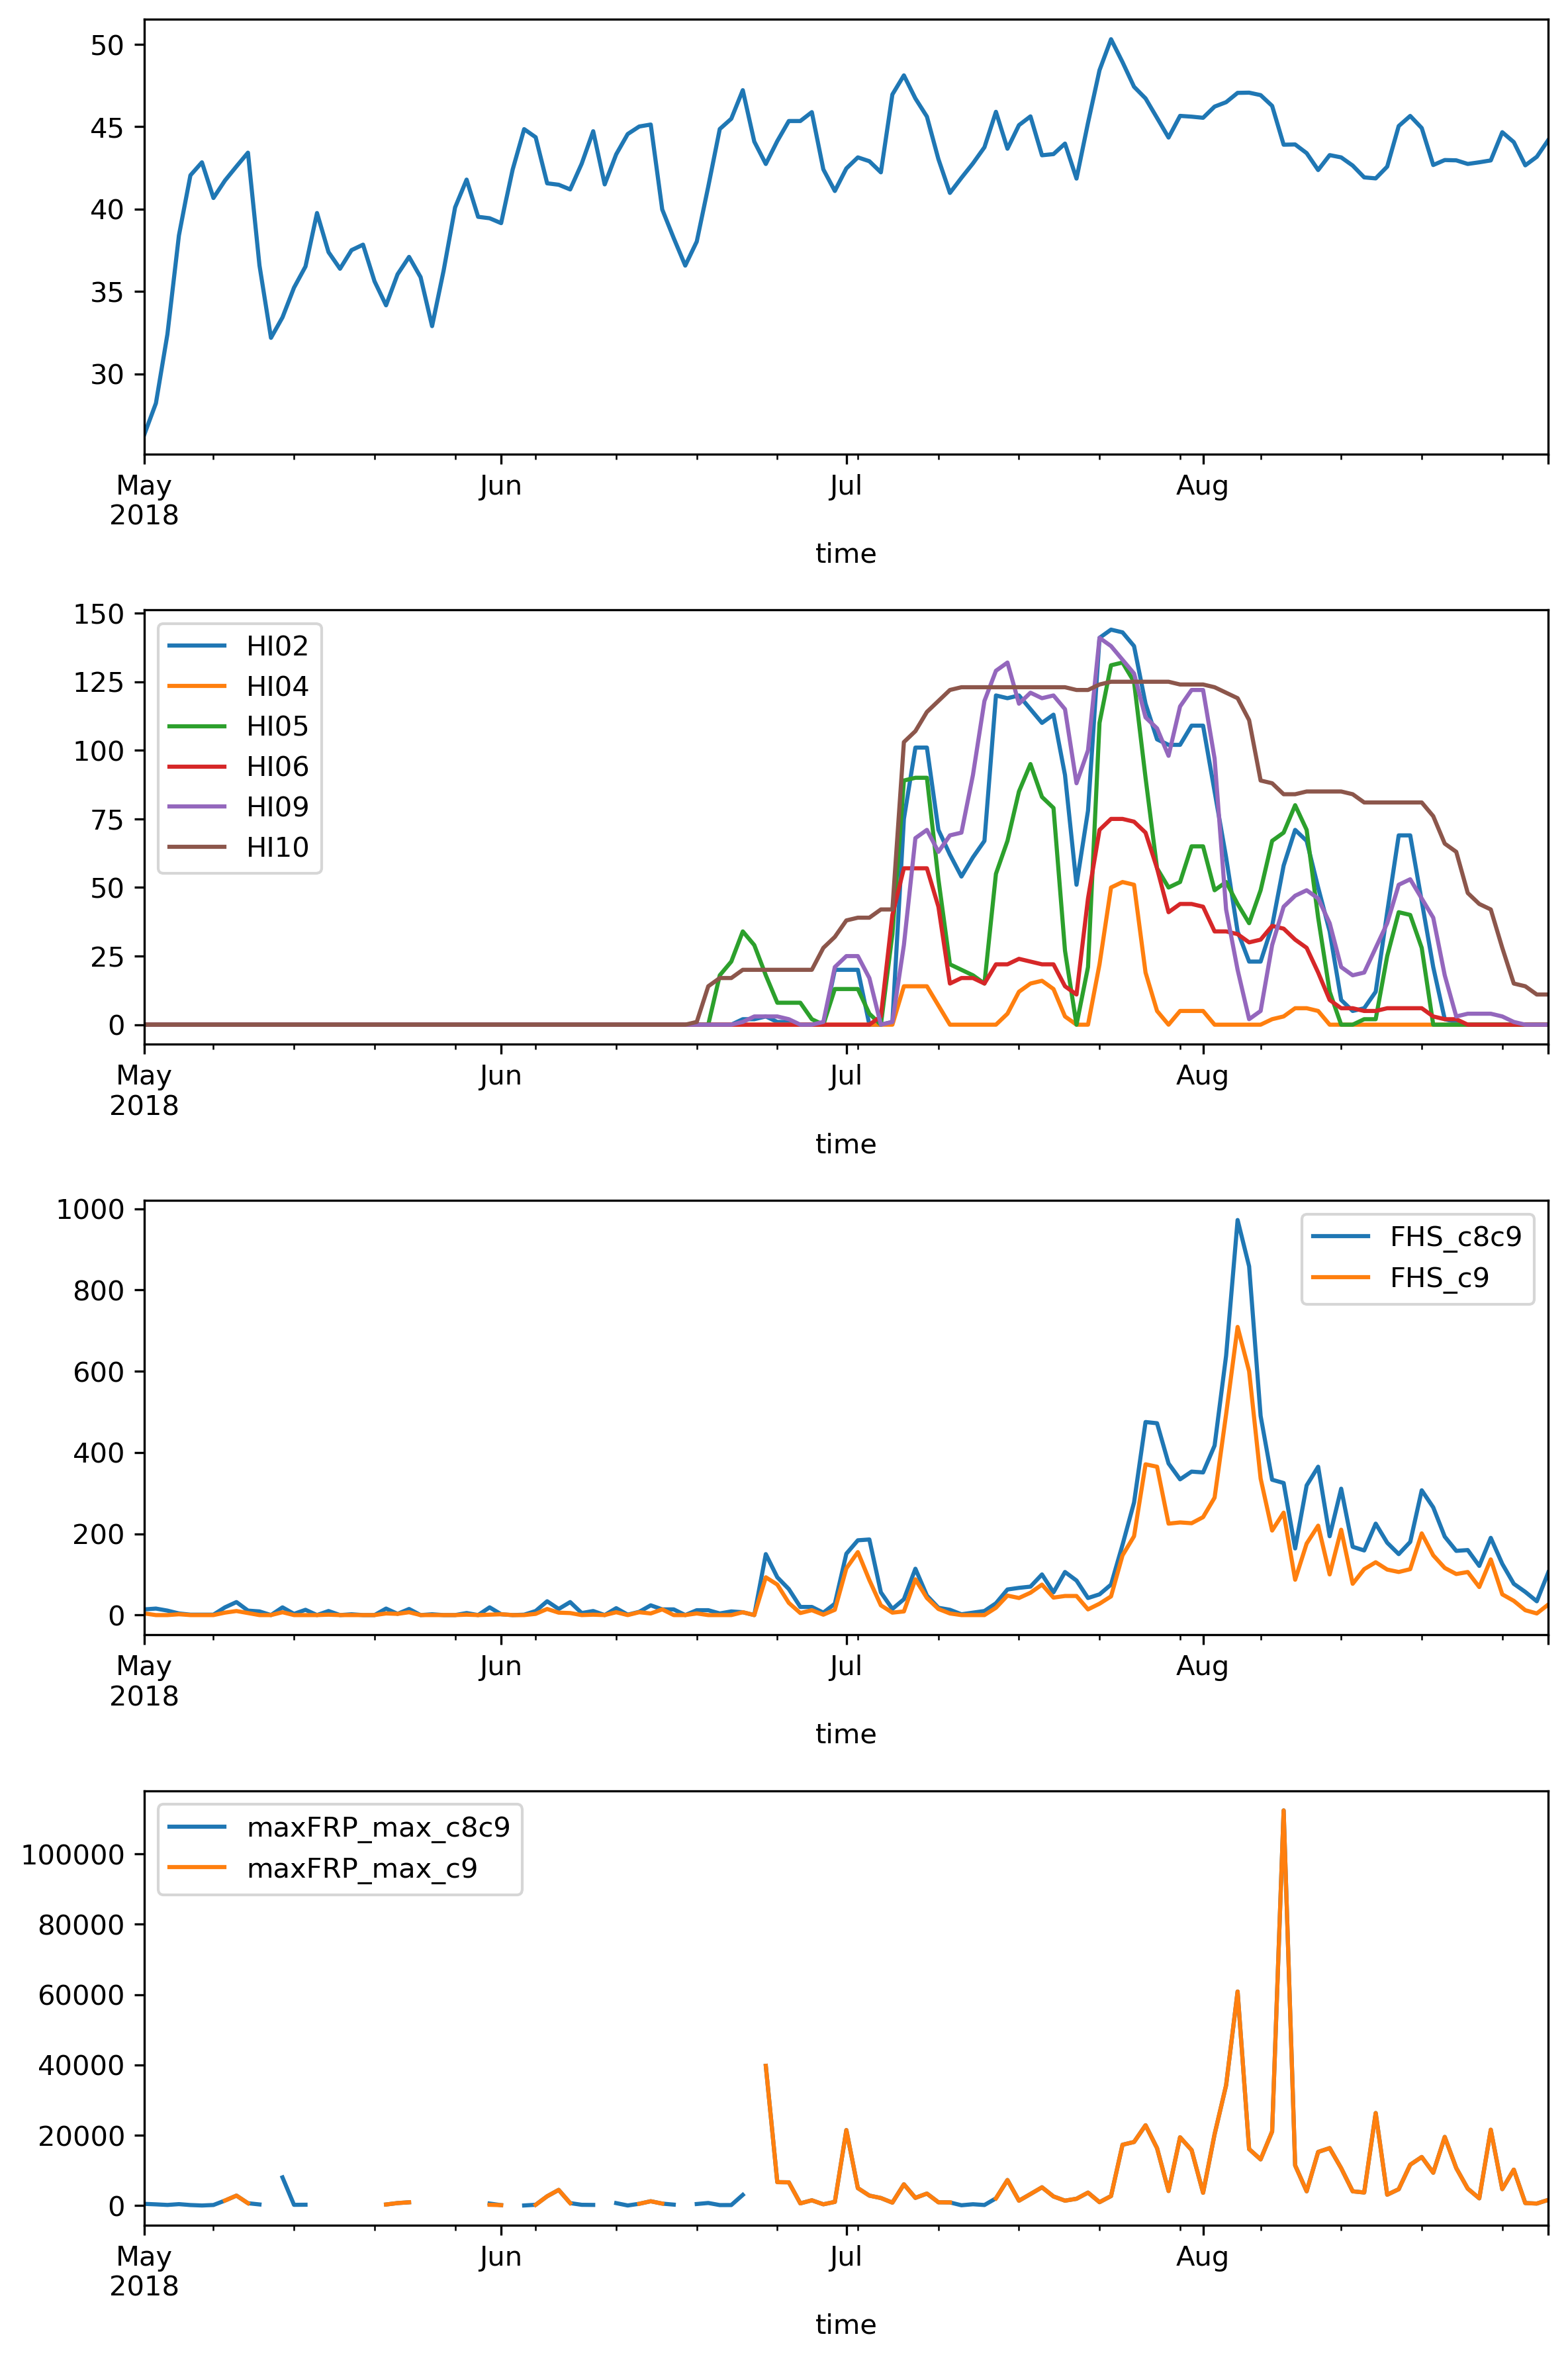 50
45
40
35
30
May Jun Jul Aug
2018
time
150
125
100
75
50
25
0
HI02
HI04
HI05
HI06
HI09
HI10
May Jun Jul Aug
2018
time
1000
800
600
400
200
0
FHS_c8c9
FHS_c9
May Jun Jul Aug
2018
time
100000
80000
60000
40000
20000
0
maxFRP_max_c8c9
maxFRP_max_c9
May Jun Jul Aug
2018
time